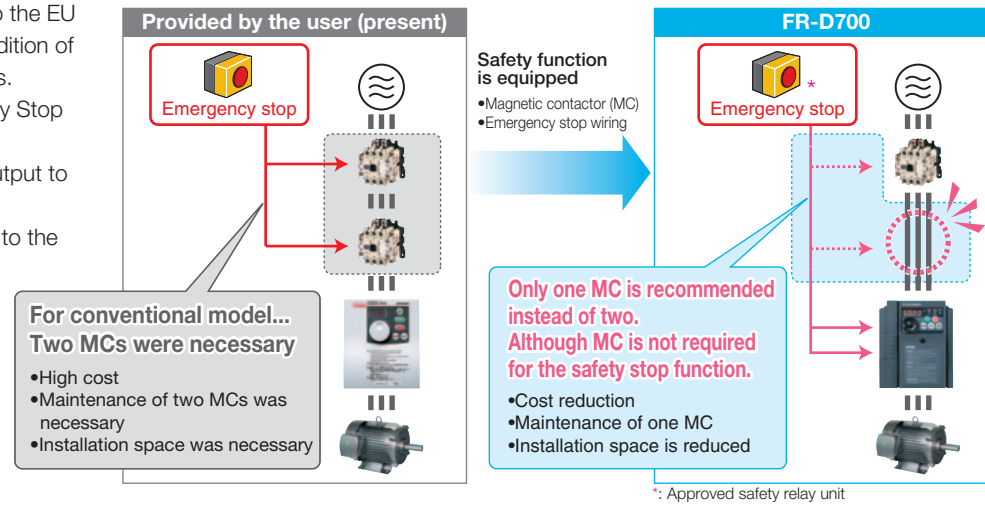 o the EU
dition of
s.
y Stop
utput to
to the
Provided by the user (present)
Emergency stop
For conventional model...
Two MCs were necessary
•High cost
•Maintenance of two MCs was
necessary
•Installation space was necessary
Safety function
is equipped
•Magnetic contactor (MC)
•Emergency stop wiring
FR-D700
*
Emergency stop
Only one MC is recommended
instead of two.
Although MC is not required
for the safety stop function.
•Cost reduction
•Maintenance of one MC
•Installation space is reduced
*: Approved safety relay unit